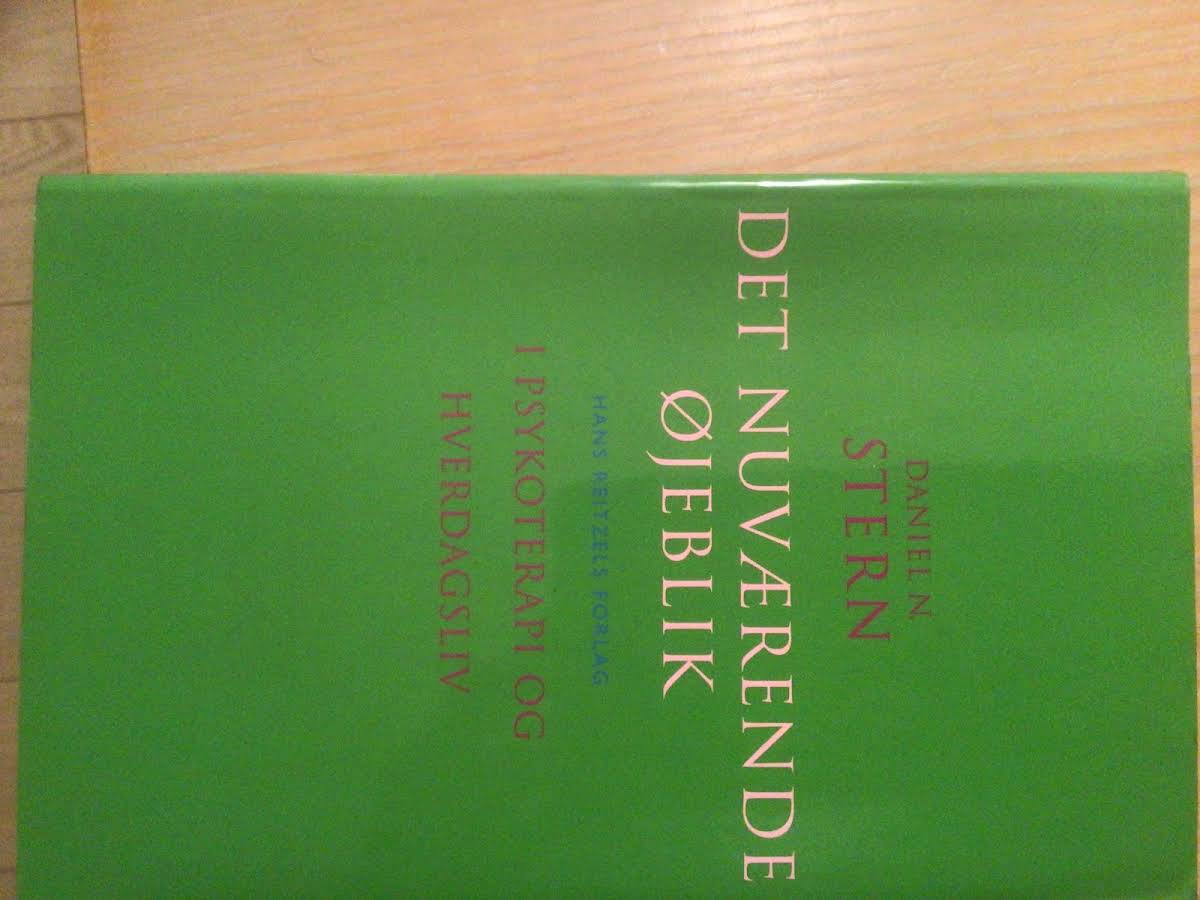 DANIEL N.
STERN
DET NUVÆRENDE
ØJEBLIK
HANS REITZELS FORLAG
I PSYKOTERAPI OG
HVERDAGSLIV